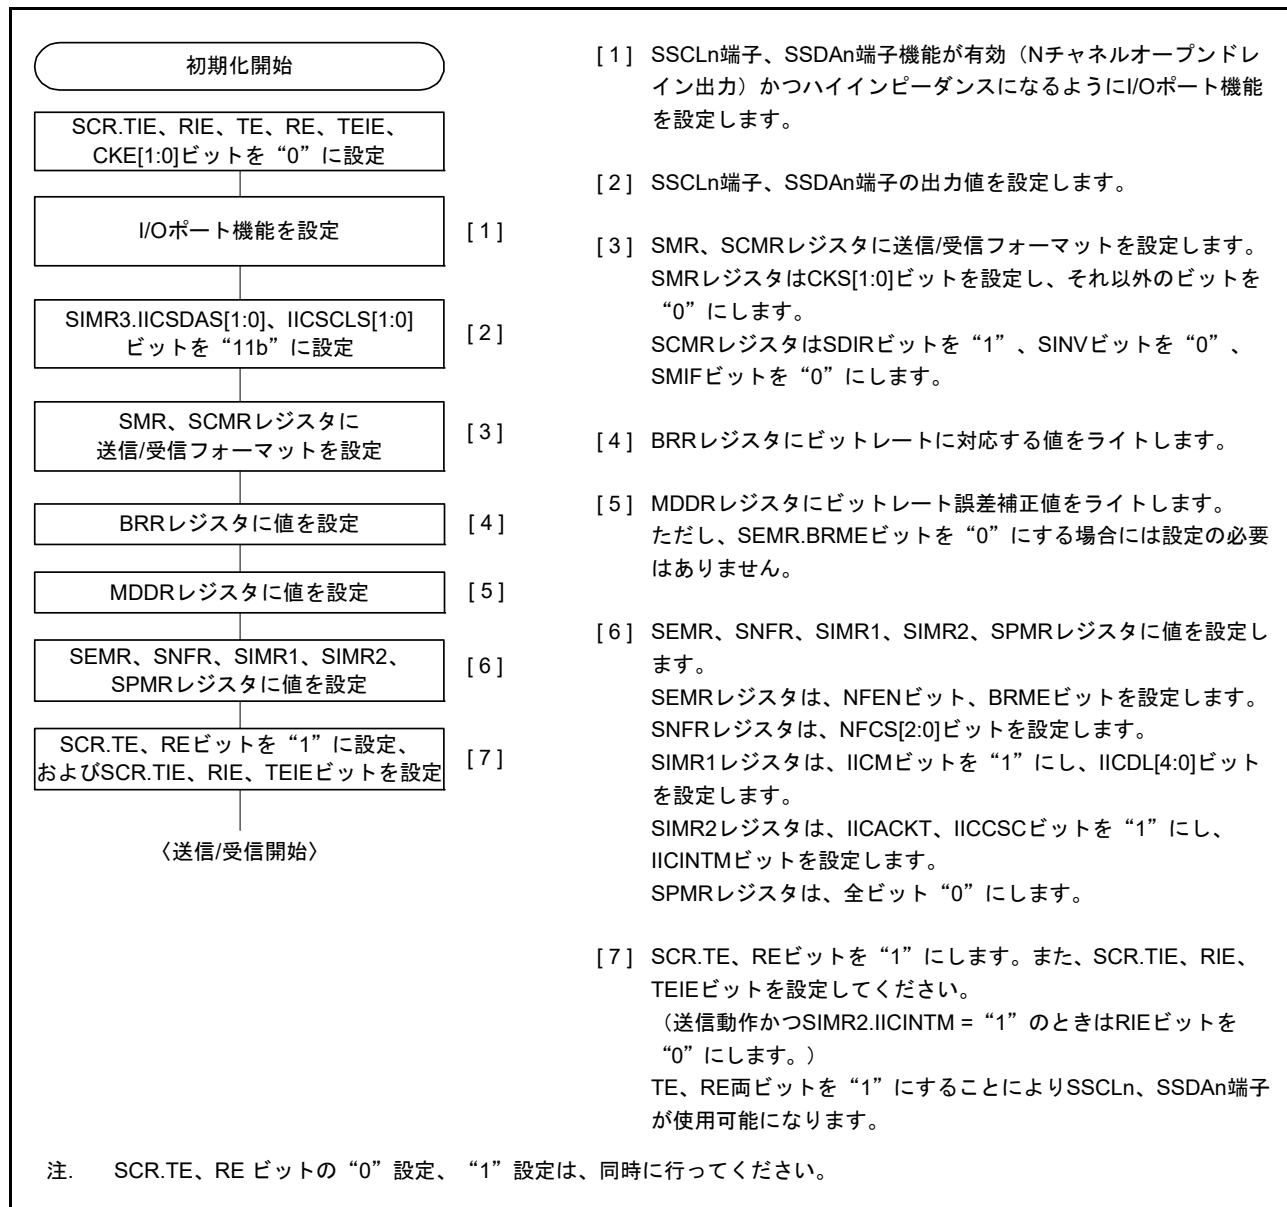 初期化開始
SCR.TIE、RIE、TE、RE、TEIE、
CKE[1:0]ビットを“0”に設定
I/Oポート機能を設定
[ 1 ]
SIMR3.IICSDAS[1:0]、IICSCLS[1:0]
ビットを“11b”に設定
[ 2 ]
SMR、SCMRレジスタに
送信/受信フォーマットを設定
[ 3 ]
BRRレジスタに値を設定
[ 4 ]
MDDRレジスタに値を設定
[ 5 ]
SEMR、SNFR、SIMR1、SIMR2、
SPMRレジスタに値を設定
[ 6 ]
SCR.TE、REビットを“1”に設定、
およびSCR.TIE、RIE、TEIEビットを設定
[ 7 ]
〈送信/受信開始〉
[ 1 ] SSCLn端子、SSDAn端子機能が有効（Nチャネルオープンドレ
イン出力）かつハイインピーダンスになるようにI/Oポート機能
を設定します。
[ 2 ] SSCLn端子、SSDAn端子の出力値を設定します。
[ 3 ] SMR、SCMRレジスタに送信/受信フォーマットを設定します。
SMRレジスタはCKS[1:0]ビットを設定し、それ以外のビットを
“0”にします。
SCMRレジスタはSDIRビットを“1”、SINVビットを“0”、
SMIFビットを“0”にします。
[ 4 ] BRRレジスタにビットレートに対応する値をライトします。
[ 5 ] MDDRレジスタにビットレート誤差補正値をライトします。
ただし、SEMR.BRMEビットを“0”にする場合には設定の必要
はありません。
[ 6 ] SEMR、SNFR、SIMR1、SIMR2、SPMRレジスタに値を設定し
ます。
SEMRレジスタは、NFENビット、BRMEビットを設定します。
SNFRレジスタは、NFCS[2:0]ビットを設定します。
SIMR1レジスタは、IICMビットを“1”にし、IICDL[4:0]ビット
を設定します。
SIMR2レジスタは、IICACKT、IICCSCビットを“1”にし、
IICINTMビットを設定します。
SPMRレジスタは、全ビット“0”にします。
[ 7 ] SCR.TE、REビットを“1”にします。また、SCR.TIE、RIE、
TEIEビットを設定してください。
（送信動作かつSIMR2.IICINTM =“1”のときはRIEビットを
“0”にします。）
TE、RE両ビットを“1”にすることによりSSCLn、SSDAn端子
が使用可能になります。
注. SCR.TE、RE ビットの“0”設定、“1”設定は、同時に行ってください。